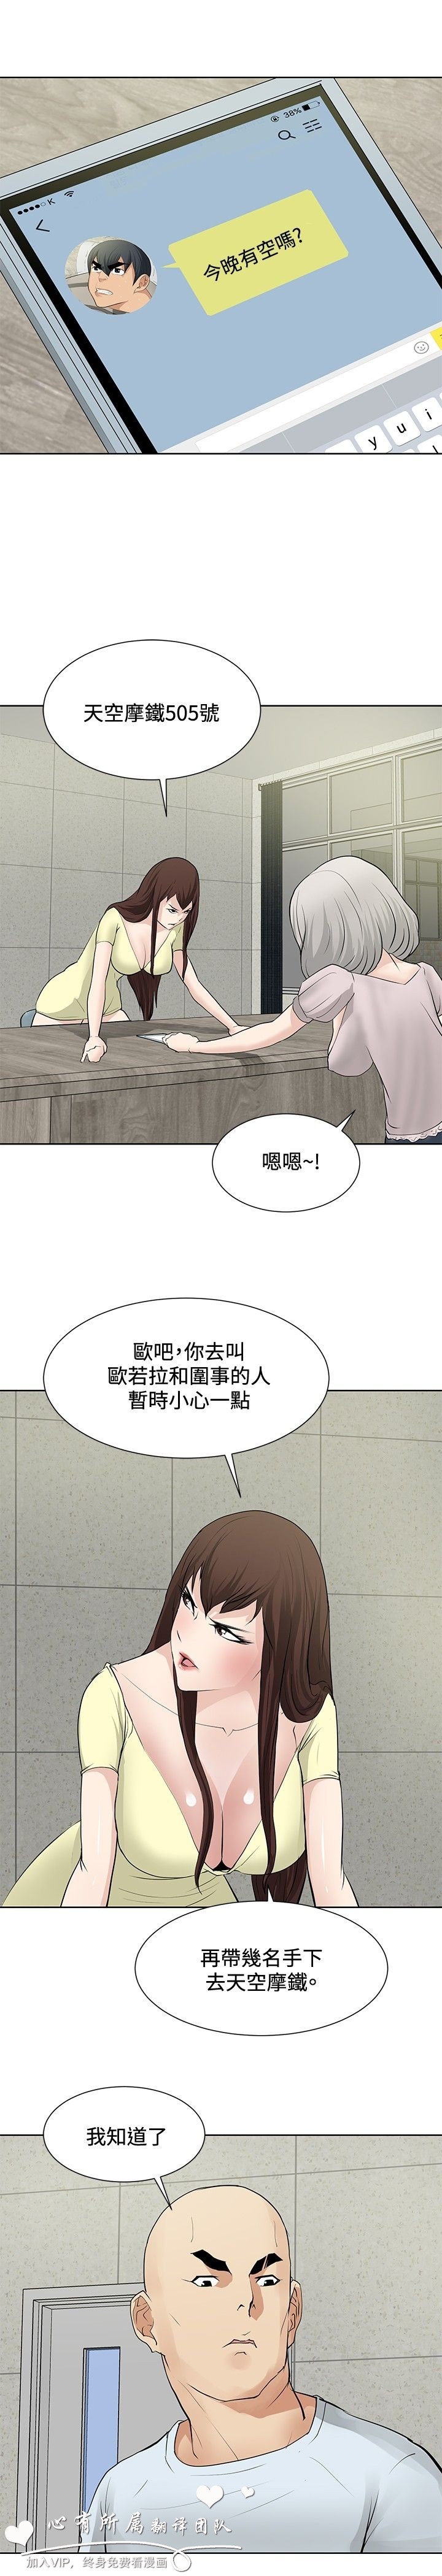 38%
K
今晚有空嗎?
y u i
天空摩鐵505號
嗯嗯~!
歐吧,你去叫
歐若拉和圍事的人
暫時小心一點
再帶幾名手下
去天空摩鐵。
我知道了
心有所属翻译团队
加入VIP,终身免费看漫画